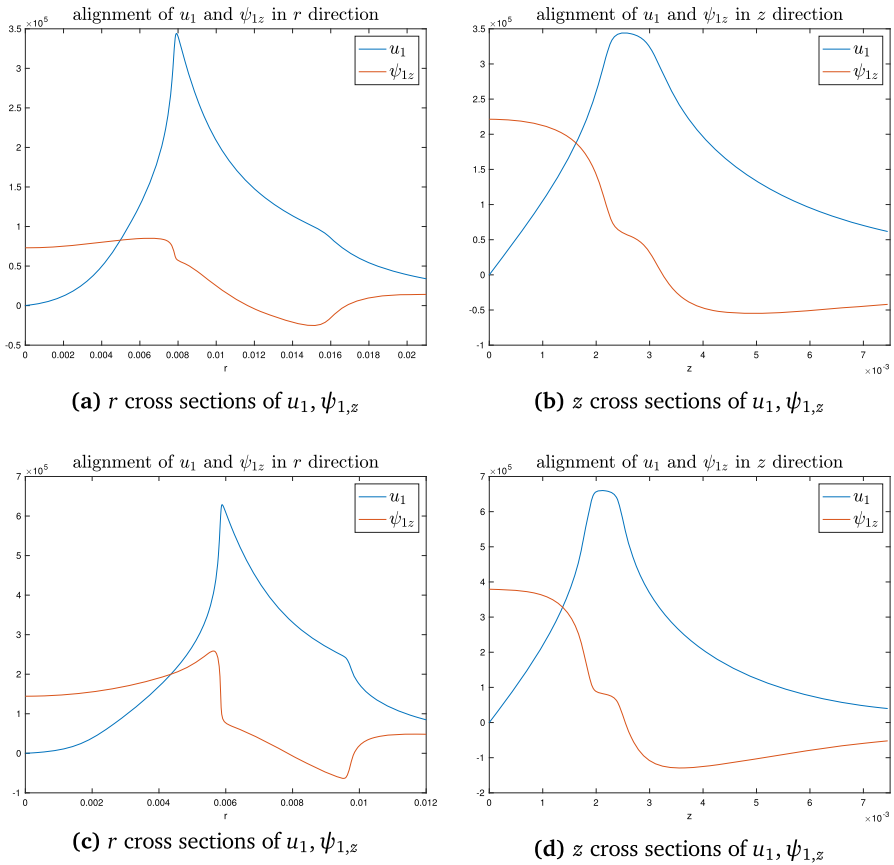 alignment of u₁ and ψ₁z in r direction
×10⁵
3.5
3
2.5
2
1.5
1
0.5
0
-0.5
0 0.002 0.004 0.006 0.008 0.01 0.012 0.014 0.016 0.018 0.02
r
u₁
ψ₁z
(a) r cross sections of u₁, ψ₁,z
alignment of u₁ and ψ₁z in z direction
×10⁵
3.5
3
2.5
2
1.5
1
0.5
0
-0.5
-1
0 1 2 3 4 5 6 7
z
×10⁻³
u₁
ψ₁z
(b) z cross sections of u₁, ψ₁,z
alignment of u₁ and ψ₁z in r direction
×10⁵
7
6
5
4
3
2
1
0
-1
0 0.002 0.004 0.006 0.008 0.01 0.012
r
u₁
ψ₁z
(c) r cross sections of u₁, ψ₁,z
alignment of u₁ and ψ₁z in z direction
×10⁵
7
6
5
4
3
2
1
0
-1
-2
0 1 2 3 4 5 6 7
z
×10⁻³
u₁
ψ₁z
(d) z cross sections of u₁, ψ₁,z